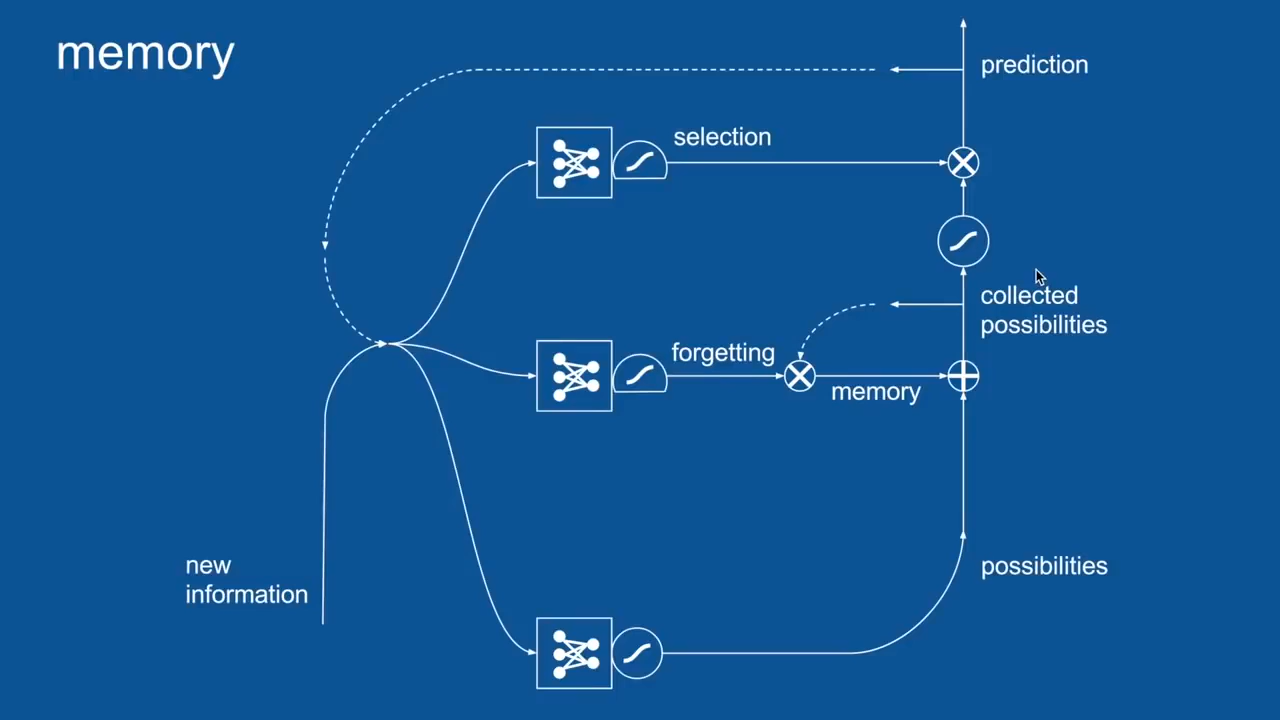 memory
prediction
selection
collected
possibilities
forgetting
memory
new
information
possibilities